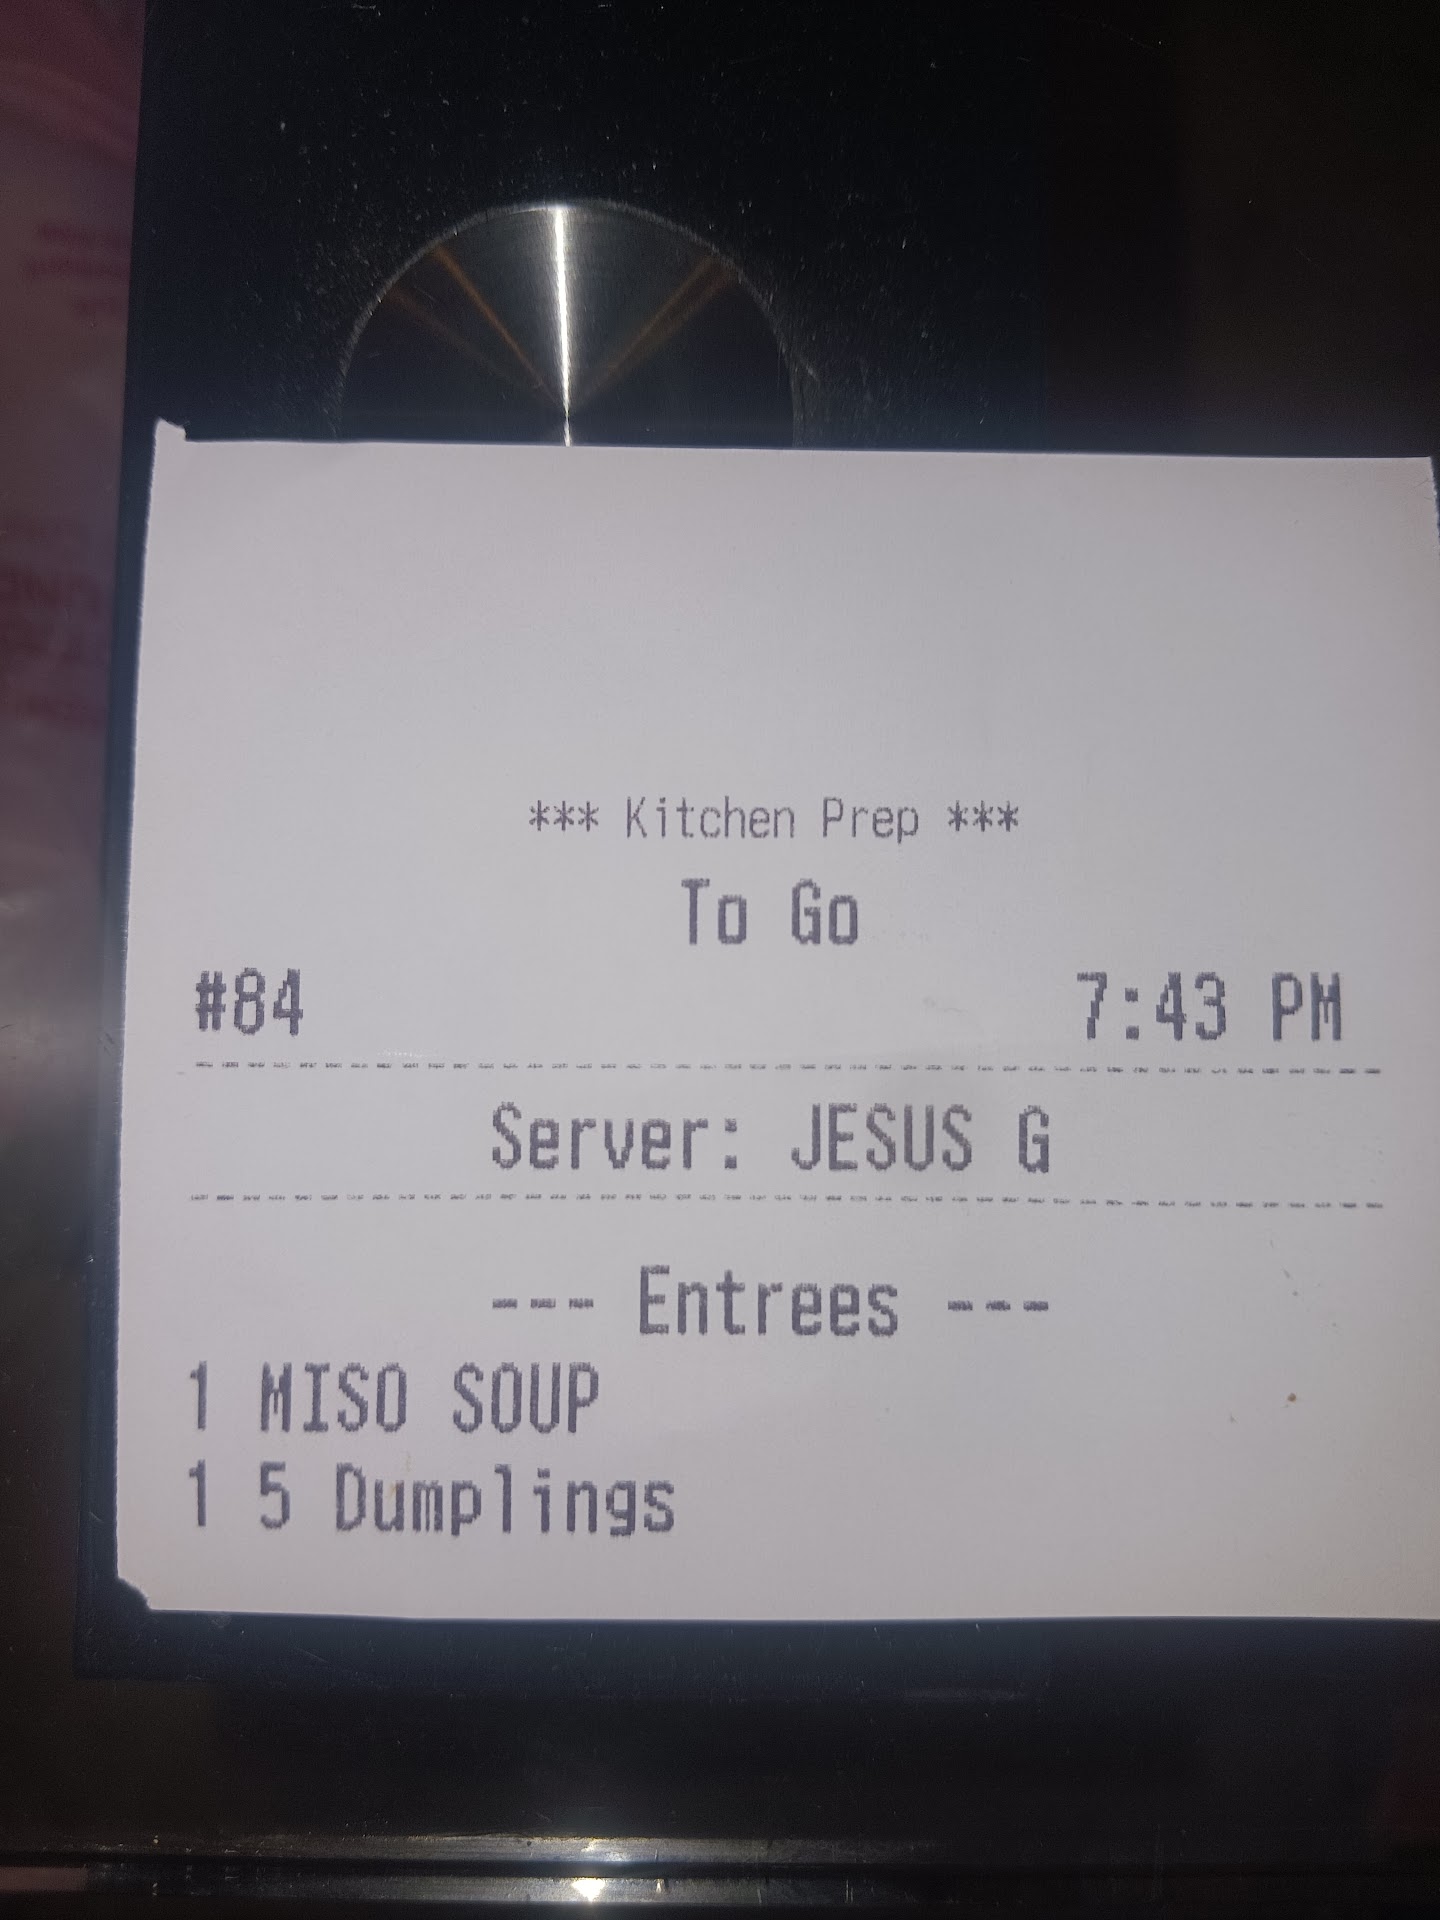 *** Kitchen Prep ***
To Go
#84 7:43 PM
Server: JESUS G
--- Entrees ---
1 MISO SOUP
1 5 Dumplings